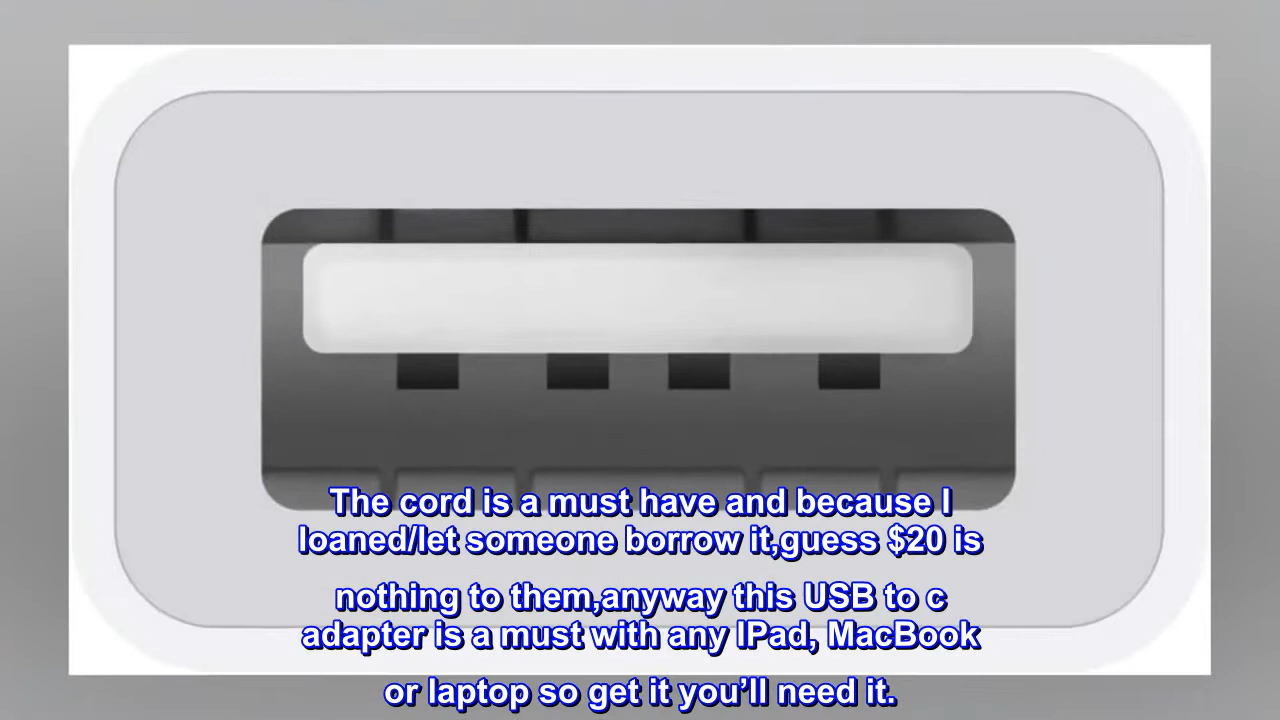 The cord is a must have and because I
loaned/let someone borrow it,guess $20 is
nothing to them,anyway this USB to c
adapter is a must with any IPad, MacBook
or laptop so get it you’ll need it.